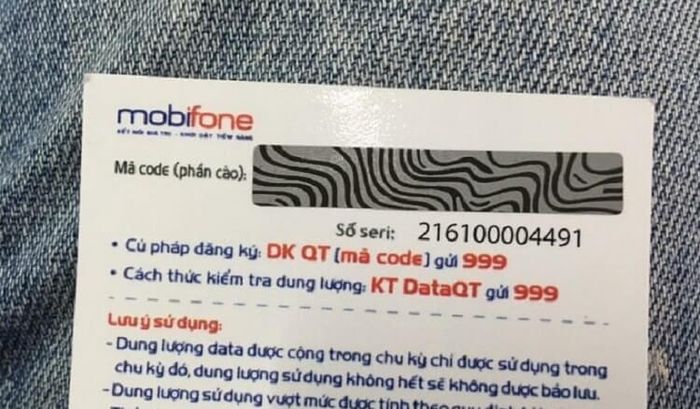 mobifone
KẾT NỐI GIÁ TRỊ - KHƠI DẬY TIỀM NĂNG
Mã code (phần cào):
Số seri: 216100004491
• Cú pháp đăng ký: DK QT [mã code] gửi 999
• Cách thức kiểm tra dung lượng: KT DataQT gửi 999
Lưu ý sử dụng:
- Dung lượng data được cộng trong chu kỳ chỉ được sử dụng trong
chu kỳ đó, dung lượng sử dụng không hết sẽ không được bảo lưu.
- Dung lượng sử dụng vượt mức được tính theo quy định